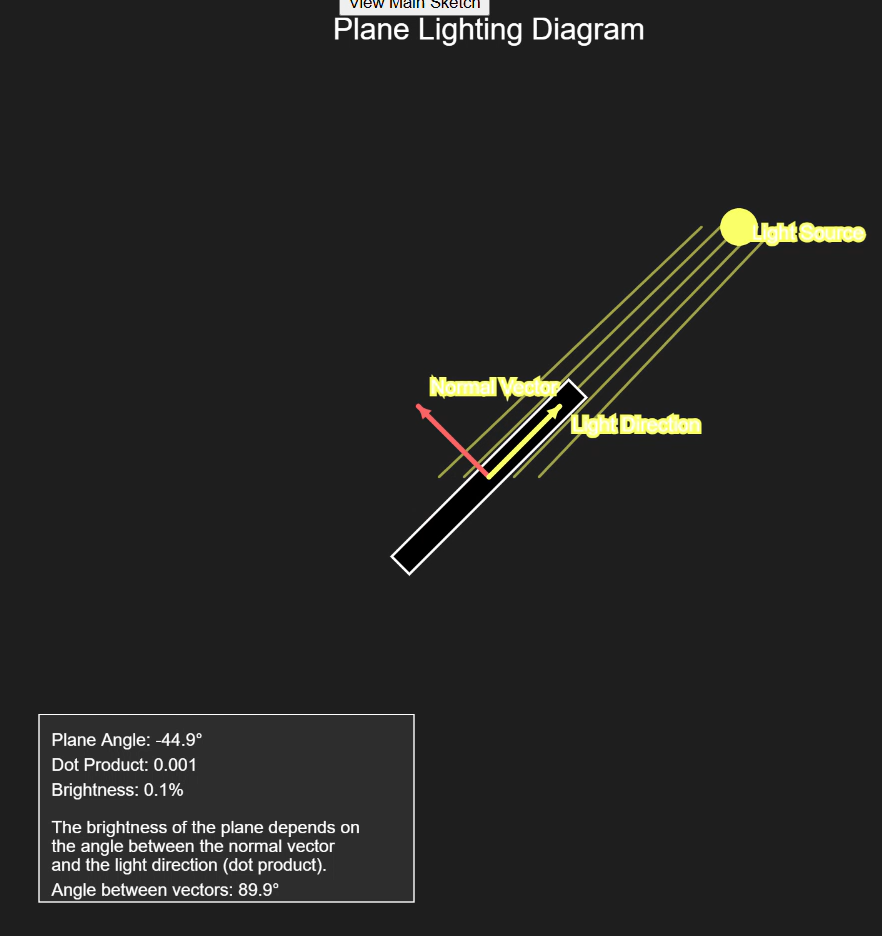 View Main Sketch
Plane Lighting Diagram
Light Source
Normal Vector
Light Direction
Plane Angle: -44.9°
Dot Product: 0.001
Brightness: 0.1%
The brightness of the plane depends on
the angle between the normal vector
and the light direction (dot product).
Angle between vectors: 89.9°